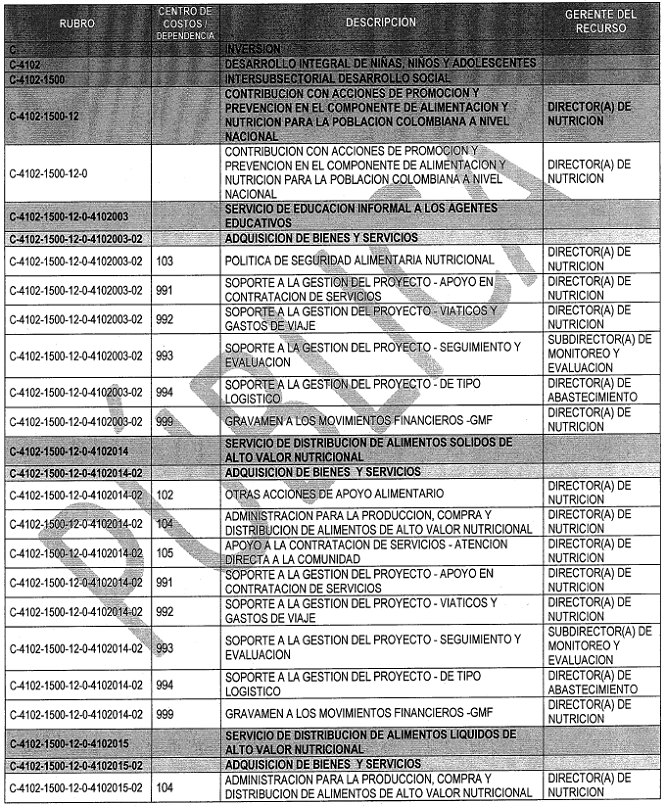 RUBRO CENTRO DE COSTOS / DEPENDENCIA DESCRIPCIÓN GERENTE DEL RECURSO
C- INVERSION
C-4102 DESARROLLO INTEGRAL DE NIÑAS, NIÑOS Y ADOLESCENTES
C-4102-1500 INTERSUBSECTORIAL DESARROLLO SOCIAL
CONTRIBUCION CON ACCIONES DE PROMOCION Y
PREVENCION EN EL COMPONENTE DE ALIMENTACION Y
C-4102-1500-12 NUTRICION PARA LA POBLACION COLOMBIANA A NIVEL DIRECTOR(A) DE
NACIONAL NUTRICION
CONTRIBUCION CON ACCIONES DE PROMOCION Y
PREVENCION EN EL COMPONENTE DE ALIMENTACION Y
C-4102-1500-12-0 NUTRICION PARA LA POBLACION COLOMBIANA A NIVEL DIRECTOR(A) DE
NACIONAL NUTRICION
C-4102-1500-12-0-4102003 SERVICIO DE EDUCACION INFORMAL A LOS AGENTES
EDUCATIVOS
C-4102-1500-12-0-4102003-02 ADQUISICION DE BIENES Y SERVICIOS
C-4102-1500-12-0-4102003-02 103 POLITICA DE SEGURIDAD ALIMENTARIA NUTRICIONAL DIRECTOR(A) DE
NUTRICION
C-4102-1500-12-0-4102003-02 991 SOPORTE A LA GESTION DEL PROYECTO - APOYO EN DIRECTOR(A) DE
CONTRATACION DE SERVICIOS NUTRICION
C-4102-1500-12-0-4102003-02 992 SOPORTE A LA GESTION DEL PROYECTO - VIATICOS Y DIRECTOR(A) DE
GASTOS DE VIAJE NUTRICION
C-4102-1500-12-0-4102003-02 993 SOPORTE A LA GESTION DEL PROYECTO - SEGUIMIENTO Y SUBDIRECTOR(A) DE
EVALUACION MONITOREO Y
EVALUACION
C-4102-1500-12-0-4102003-02 994 SOPORTE A LA GESTION DEL PROYECTO - DE TIPO DIRECTOR(A) DE
LOGISTICO ABASTECIMIENTO
C-4102-1500-12-0-4102003-02 999 GRAVAMEN A LOS MOVIMIENTOS FINANCIEROS -GMF DIRECTOR(A) DE
NUTRICION
C-4102-1500-12-0-4102014 SERVICIO DE DISTRIBUCION DE ALIMENTOS SOLIDOS DE
ALTO VALOR NUTRICIONAL
C-4102-1500-12-0-4102014-02 ADQUISICION DE BIENES Y SERVICIOS
C-4102-1500-12-0-4102014-02 102 OTRAS ACCIONES DE APOYO ALIMENTARIO DIRECTOR(A) DE
NUTRICION
C-4102-1500-12-0-4102014-02 104 ADMINISTRACION PARA LA PRODUCCION, COMPRA Y DIRECTOR(A) DE
DISTRIBUCION DE ALIMENTOS DE ALTO VALOR NUTRICIONAL NUTRICION
C-4102-1500-12-0-4102014-02 105 APOYO A LA CONTRATACION DE SERVICIOS - ATENCION DIRECTOR(A) DE
DIRECTA A LA COMUNIDAD NUTRICION
C-4102-1500-12-0-4102014-02 991 SOPORTE A LA GESTION DEL PROYECTO - APOYO EN DIRECTOR(A) DE
CONTRATACION DE SERVICIOS NUTRICION
C-4102-1500-12-0-4102014-02 992 SOPORTE A LA GESTION DEL PROYECTO - VIATICOS Y DIRECTOR(A) DE
GASTOS DE VIAJE NUTRICION
C-4102-1500-12-0-4102014-02 993 SOPORTE A LA GESTION DEL PROYECTO - SEGUIMIENTO Y SUBDIRECTOR(A) DE
EVALUACION MONITOREO Y
EVALUACION
C-4102-1500-12-0-4102014-02 994 SOPORTE A LA GESTION DEL PROYECTO - DE TIPO DIRECTOR(A) DE
LOGISTICO ABASTECIMIENTO
C-4102-1500-12-0-4102014-02 999 GRAVAMEN A LOS MOVIMIENTOS FINANCIEROS -GMF DIRECTOR(A) DE
NUTRICION
C-4102-1500-12-0-4102015 SERVICIO DE DISTRIBUCION DE ALIMENTOS LIQUIDOS DE
ALTO VALOR NUTRICIONAL
C-4102-1500-12-0-4102015-02 ADQUISICION DE BIENES Y SERVICIOS
C-4102-1500-12-0-4102015-02 104 ADMINISTRACION PARA LA PRODUCCION, COMPRA Y DIRECTOR(A) DE
DISTRIBUCION DE ALIMENTOS DE ALTO VALOR NUTRICIONAL NUTRICION
PÚBLICA